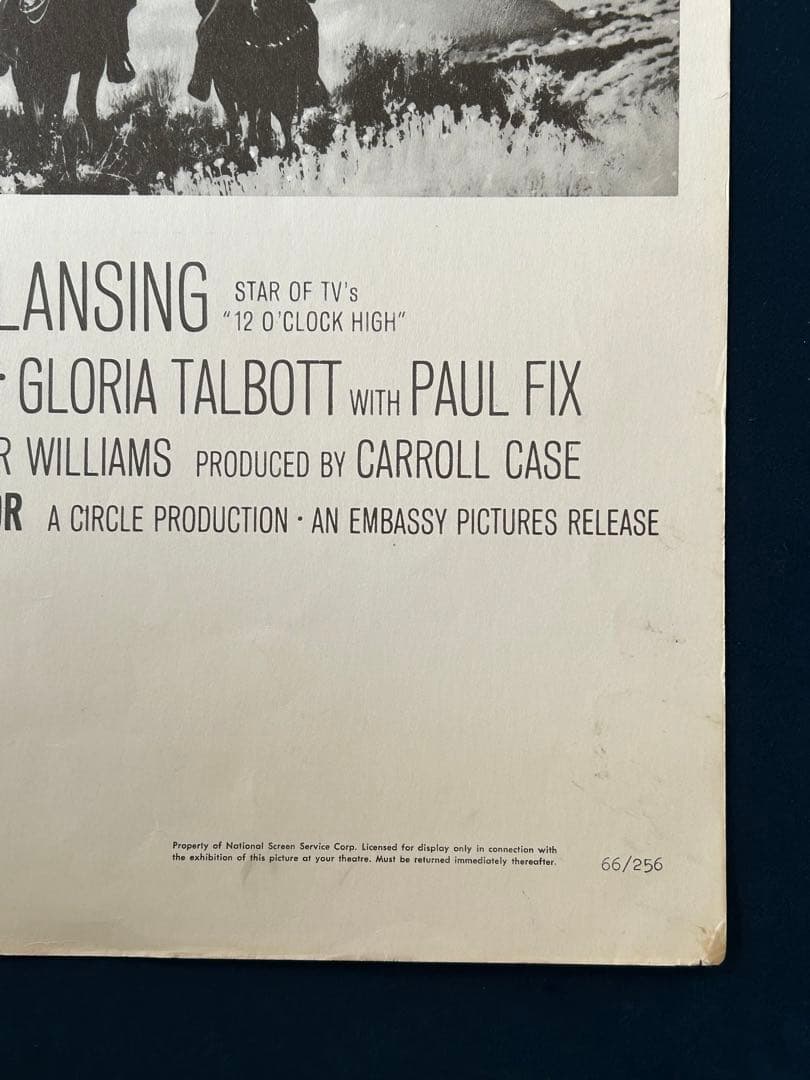 LANSING STAR OF TV's
"12 O'CLOCK HIGH"
· GLORIA TALBOTT WITH PAUL FIX
R WILLIAMS PRODUCED BY CARROLL CASE
OR A CIRCLE PRODUCTION · AN EMBASSY PICTURES RELEASE
Property of National Screen Service Corp. Licensed for display only in connection with
the exhibition of this picture at your theatre. Must be returned immediately thereafter.
66/256